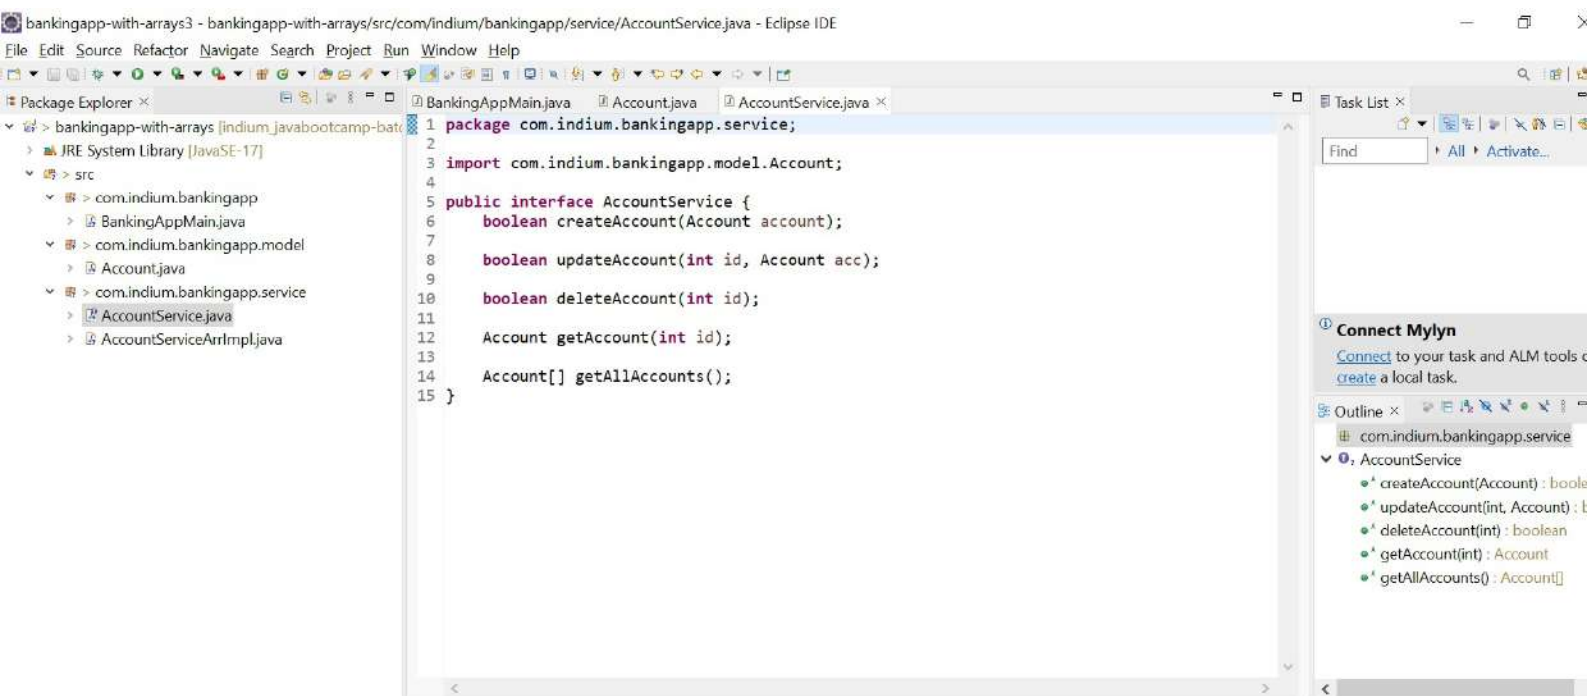 bankingapp-with-arrays3 - bankingapp-with-arrays/src/com/indium/bankingapp/service/AccountService.java - Eclipse IDE
File Edit Source Refactor Navigate Search Project Run Window Help
Package Explorer
> bankingapp-with-arrays [indium_javabootcamp-batc
JRE System Library [JavaSE-17]
> src
> com.indium.bankingapp
BankingAppMain.java
> com.indium.bankingapp.model
Account.java
> com.indium.bankingapp.service
AccountService.java
AccountServiceArrImpl.java
BankingAppMain.java Account.java AccountService.java
1 package com.indium.bankingapp.service;
2
3 import com.indium.bankingapp.model.Account;
4
5 public interface AccountService {
6 boolean createAccount(Account account);
7
8 boolean updateAccount(int id, Account acc);
9
10 boolean deleteAccount(int id);
11
12 Account getAccount(int id);
13
14 Account[] getAllAccounts();
15 }
Task List
Find All Activate...
Connect Mylyn
Connect to your task and ALM tools
create a local task.
Outline
com.indium.bankingapp.service
AccountService
createAccount(Account) : boole
updateAccount(int, Account) : b
deleteAccount(int) : boolean
getAccount(int) : Account
getAllAccounts() : Account[]